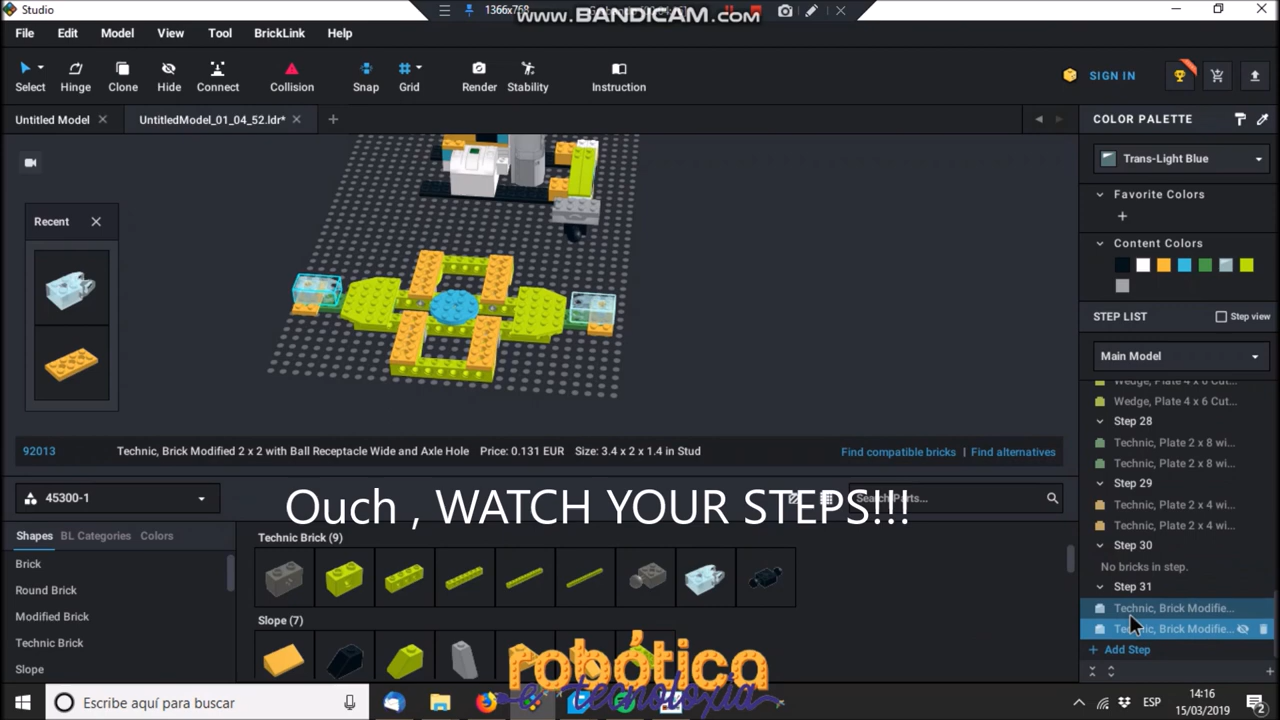 Studio
1366x768
www.BANDICAM.com
File Edit Model View Tool BrickLink Help
Select Hinge Clone Hide Connect Collision Snap Grid Render Stability Instruction
SIGN IN
Untitled Model
UntitledModel_01_04_52.ldr*
COLOR PALETTE
Trans-Light Blue
Favorite Colors
Content Colors
Recent
STEP LIST
Step view
Main Model
Wedge, Plate 4 x 6 Cut...
Wedge, Plate 4 x 6 Cut...
Step 28
Technic, Plate 2 x 8 wi...
Technic, Plate 2 x 8 wi...
Step 29
Technic, Plate 2 x 4 wi...
Technic, Plate 2 x 4 wi...
Step 30
No bricks in step.
Step 31
Technic, Brick Modifie...
Technic, Brick Modifie...
Add Step
92013 Technic, Brick Modified 2 x 2 with Ball Receptacle Wide and Axle Hole Price: 0.131 EUR Size: 3.4 x 2 x 1.4 in Stud
Find compatible bricks | Find alternatives
45300-1
Search Parts...
Ouch , WATCH YOUR STEPS!!!
Shapes BL Categories Colors
Brick
Round Brick
Modified Brick
Technic Brick
Slope
Technic Brick (9)
Slope (7)
robótica
e tecnoloxía
Escribe aquí para buscar
ESP
14:16
15/03/2019
2